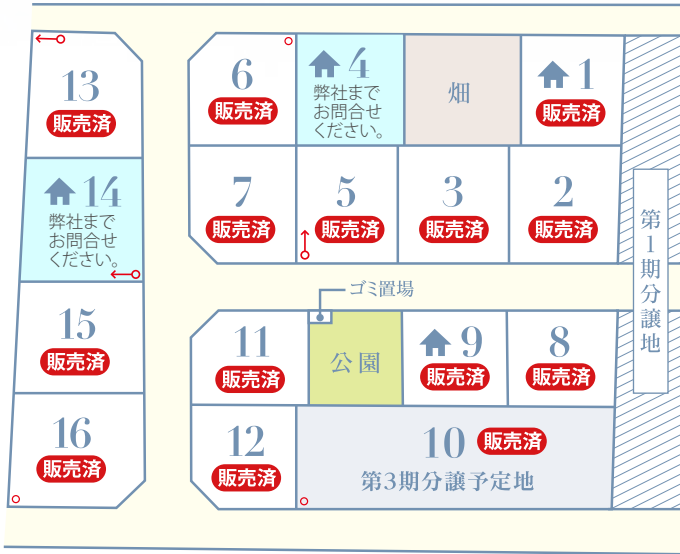 13
販売済
14
弊社まで
お問合せ
ください。
15
販売済
16
販売済
6
販売済
4
弊社まで
お問合せ
ください。
畑
1
販売済
7
販売済
5
販売済
3
販売済
2
販売済
ゴミ置場
11
販売済
公園
9
販売済
8
販売済
12
販売済
10 販売済
第3期分譲予定地
第1期分譲地